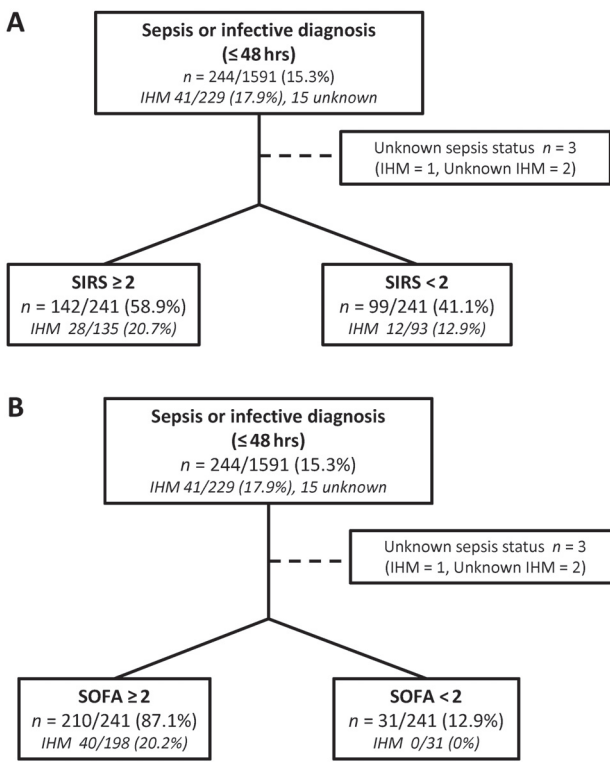 A
Sepsis or infective diagnosis
(≤ 48 hrs)
n = 244/1591 (15.3%)
IHM 41/229 (17.9%), 15 unknown
Unknown sepsis status n = 3
(IHM = 1, Unknown IHM = 2)
SIRS ≥ 2
n = 142/241 (58.9%)
IHM 28/135 (20.7%)
SIRS < 2
n = 99/241 (41.1%)
IHM 12/93 (12.9%)
B
Sepsis or infective diagnosis
(≤ 48 hrs)
n = 244/1591 (15.3%)
IHM 41/229 (17.9%), 15 unknown
Unknown sepsis status n = 3
(IHM = 1, Unknown IHM = 2)
SOFA ≥ 2
n = 210/241 (87.1%)
IHM 40/198 (20.2%)
SOFA < 2
n = 31/241 (12.9%)
IHM 0/31 (0%)